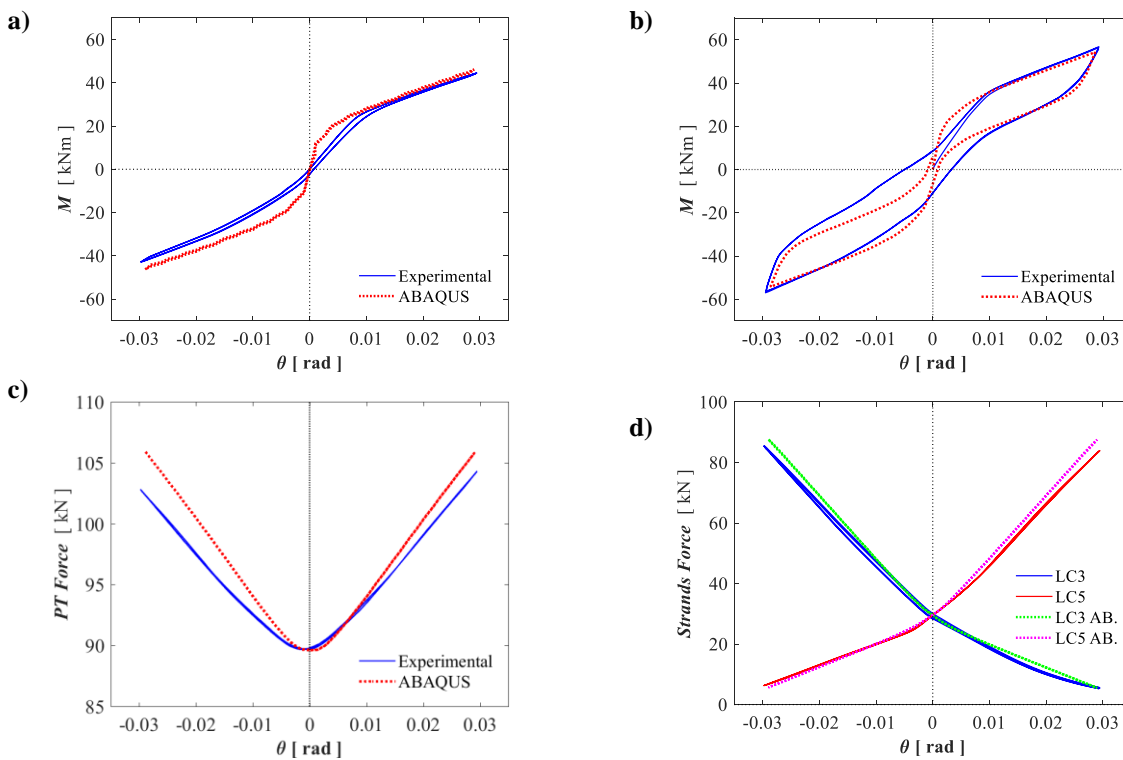 a)
60
40
20
0
-20
-40
-60
M [ kNm ]
-0.03 -0.02 -0.01 0 0.01 0.02 0.03
θ [ rad ]
Experimental
ABAQUS
b)
60
40
20
0
-20
-40
-60
M [ kNm ]
-0.03 -0.02 -0.01 0 0.01 0.02 0.03
θ [ rad ]
Experimental
ABAQUS
c)
110
105
100
95
90
85
PT Force [ kN ]
-0.03 -0.02 -0.01 0 0.01 0.02 0.03
θ [ rad ]
Experimental
ABAQUS
d)
100
80
60
40
20
0
Strands Force [ kN ]
-0.03 -0.02 -0.01 0 0.01 0.02 0.03
θ [ rad ]
LC3
LC5
LC3 AB.
LC5 AB.